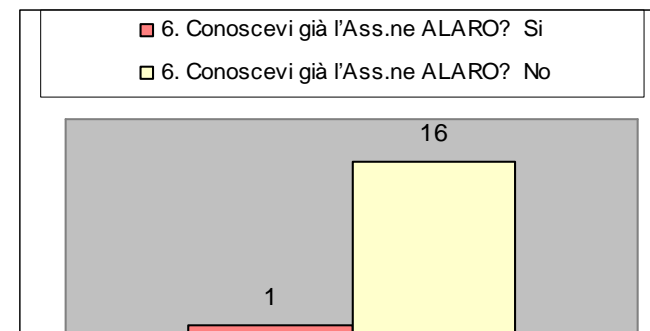 6. Conoscevi già l'Ass.ne ALARO? Si
6. Conoscevi già l'Ass.ne ALARO? No
16
1